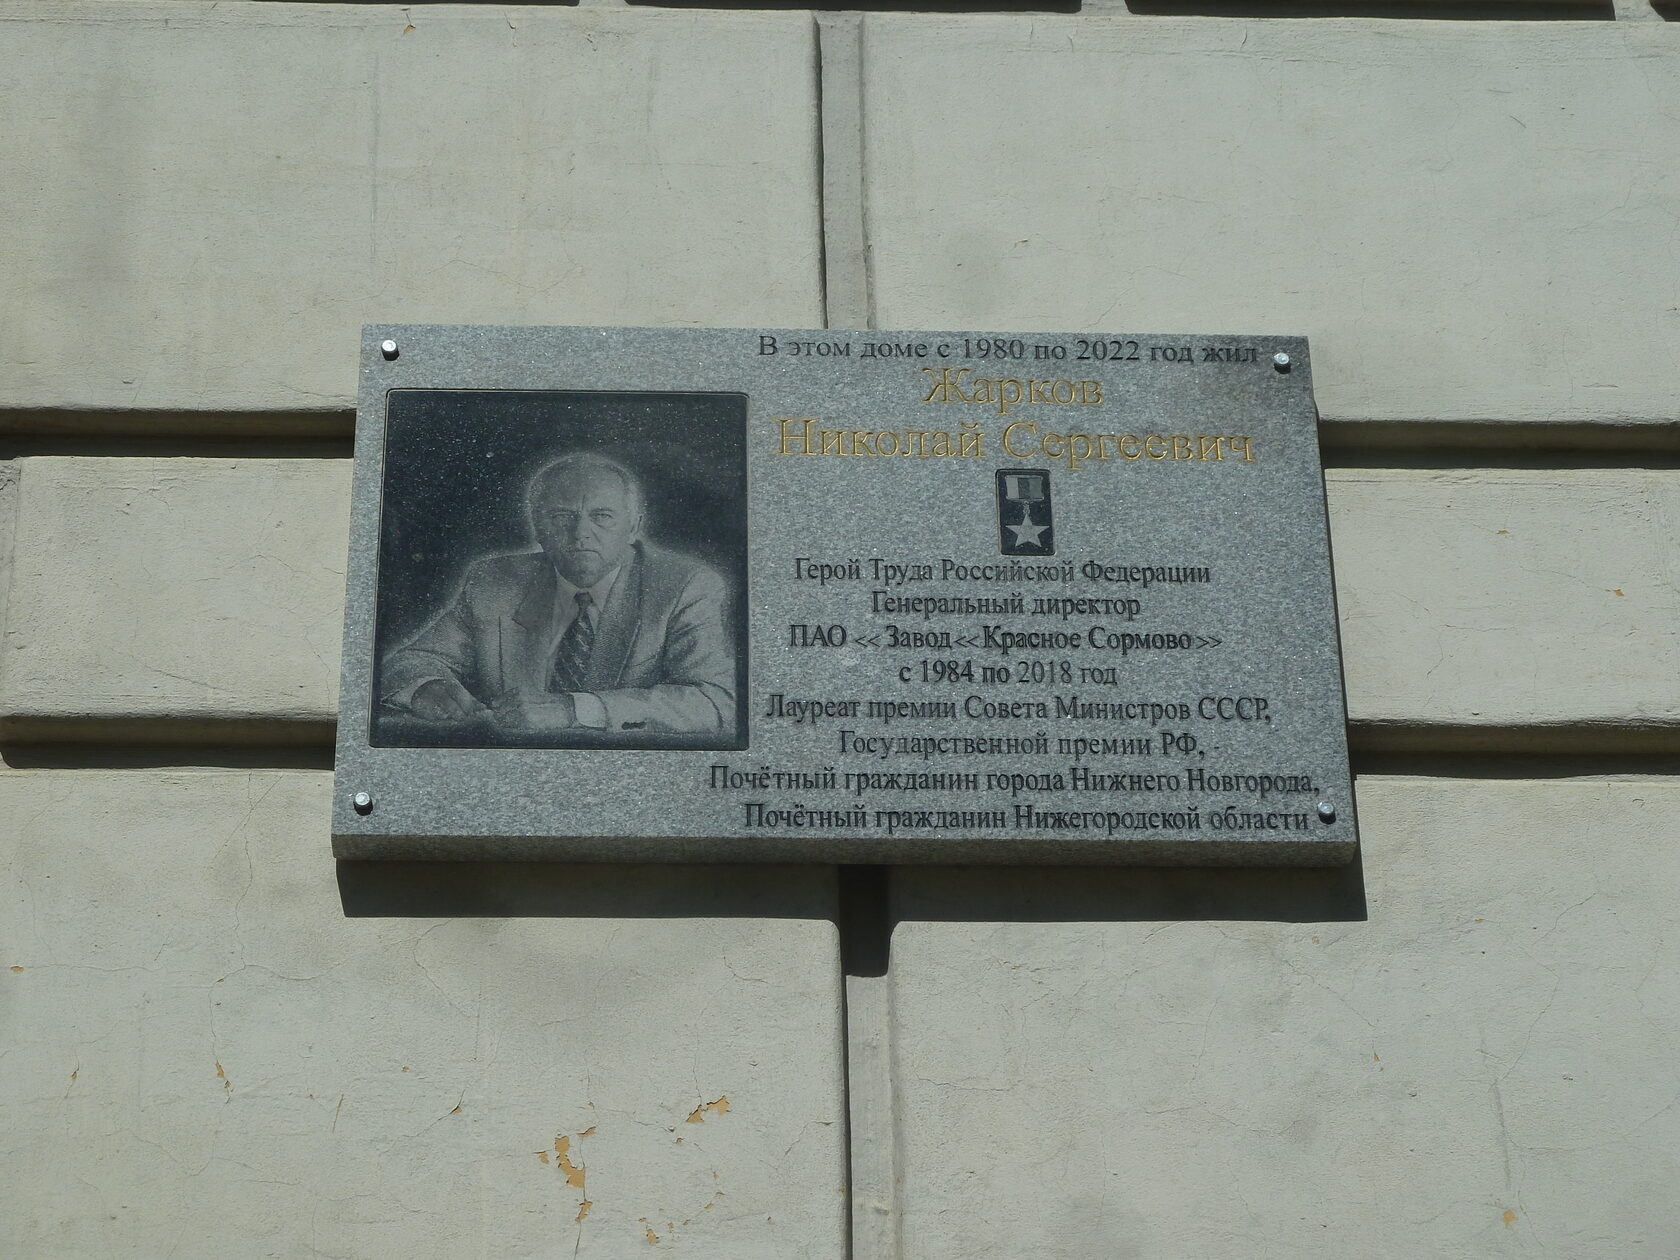 В этом доме с 1980 по 2022 год жил
Жарков
Николай Сергеевич
Герой Труда Российской Федерации
Генеральный директор
ПАО << Завод << Красное Сормово >>
с 1984 по 2018 год
Лауреат премии Совета Министров СССР,
Государственной премии РФ,
Почётный гражданин города Нижнего Новгорода,
Почётный гражданин Нижегородской области